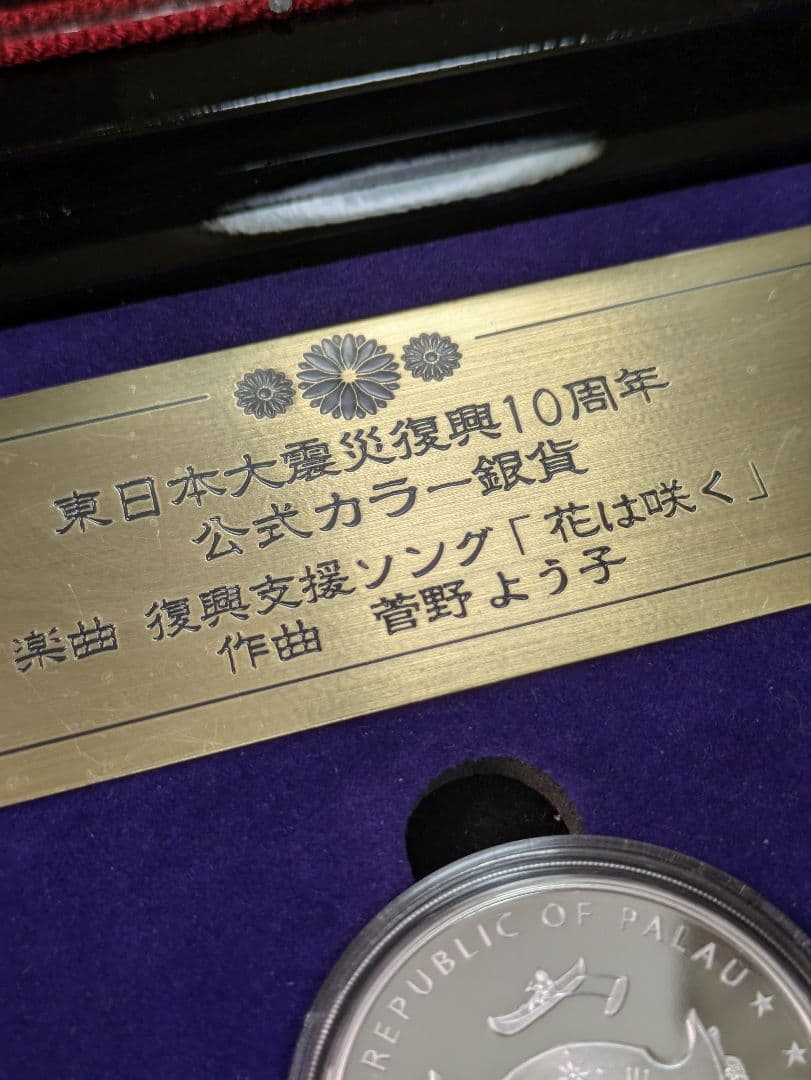 東日本大震災復興10周年
公式カラー銀貨
楽曲 復興支援ソング「花は咲く」
作曲 菅野よう子
REPUBLIC OF PALAU